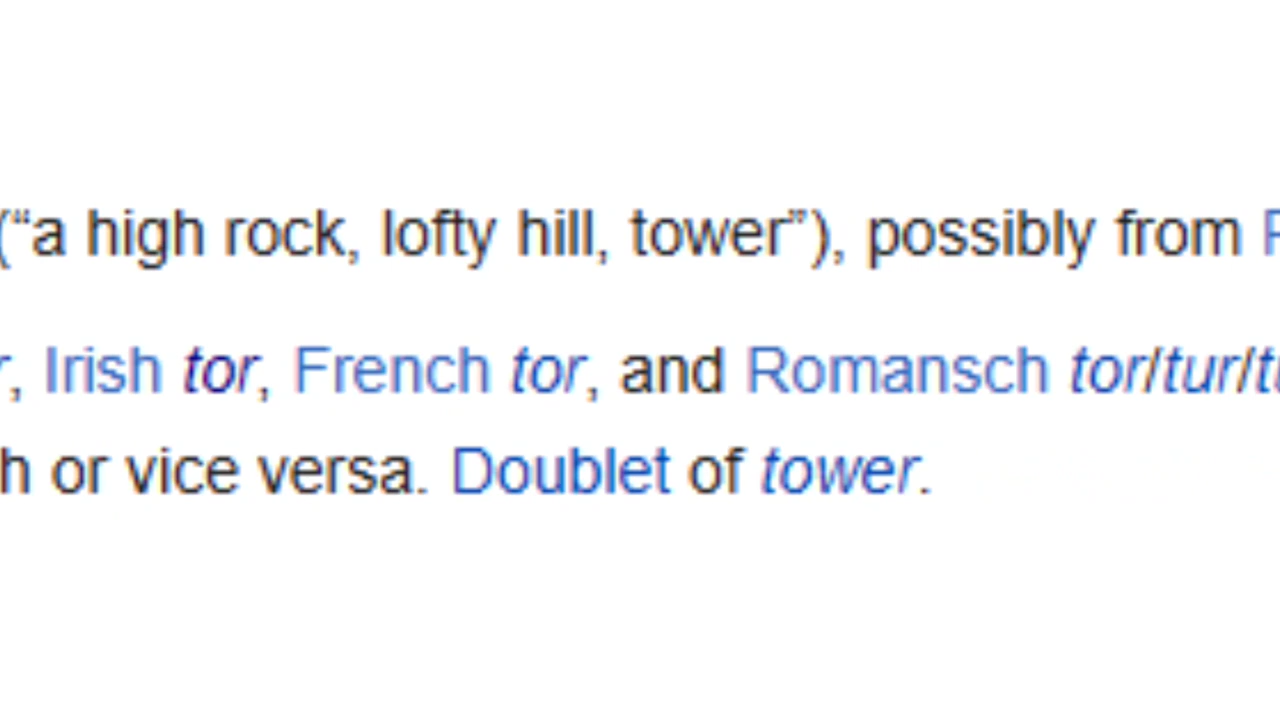 (“a high rock, lofty hill, tower”), possibly from
, Irish tor, French tor, and Romansch tor/tur/
h or vice versa. Doublet of tower.